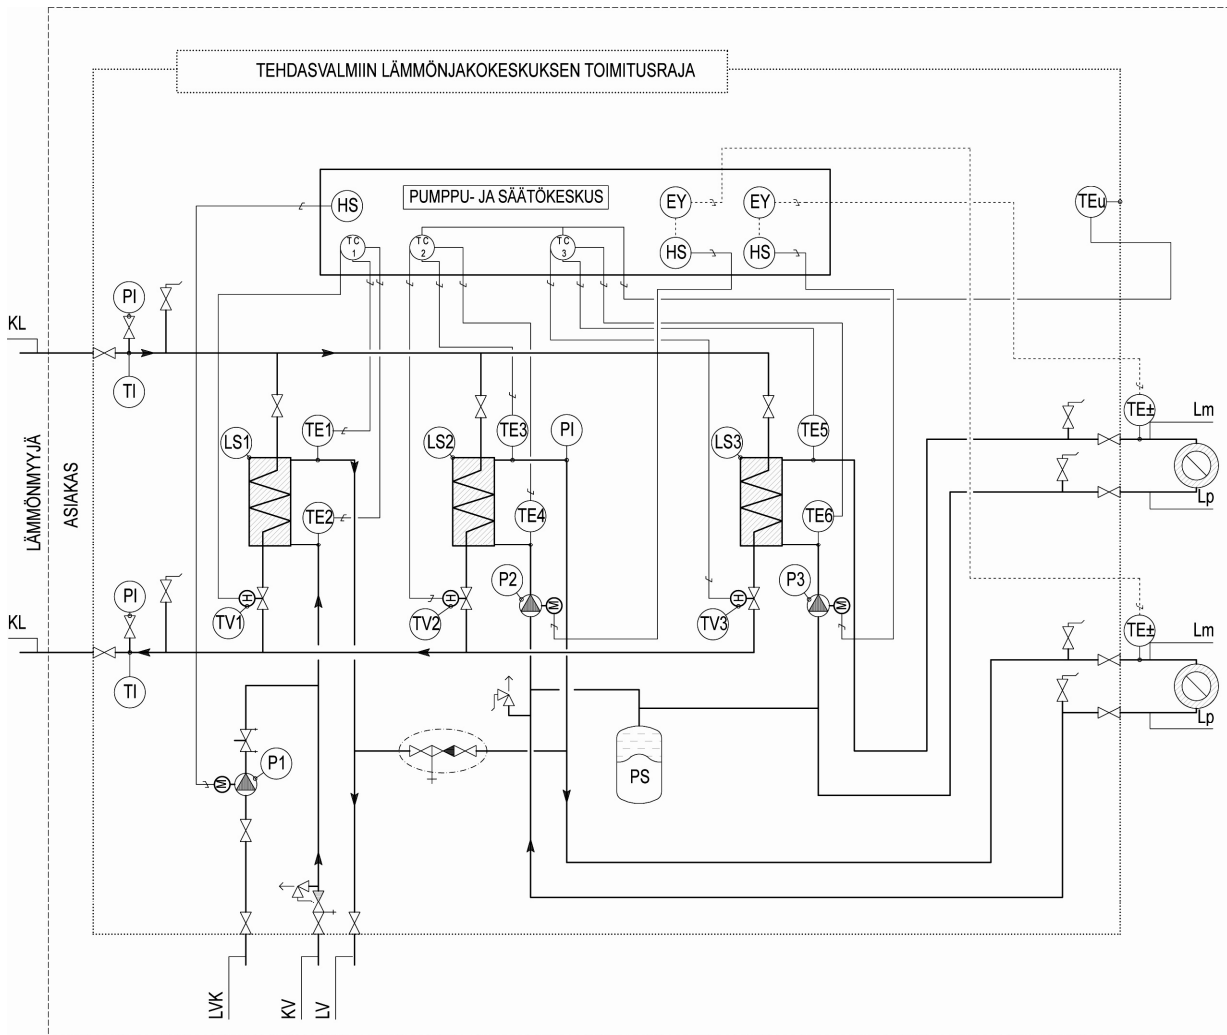 TEHDASVALMIIN LÄMMÖNJAKOKESKUKSEN TOIMITUSRAJA
HS
PUMPPU- JA SÄÄTÖKESKUS
EY
EY
TEu
TC
1
TC
2
TC
3
HS
HS
KL
PI
TI
LS1
TE1
LS2
TE3
PI
LS3
TE5
TE±
Lm
Lp
LÄMMÖNMYYJÄ
ASIAKAS
TE2
TE4
TE6
P2
P3
KL
PI
H
TV1
H
TV2
M
H
TV3
M
TE±
Lm
Lp
TI
M
P1
PS
LVK
KV
LV